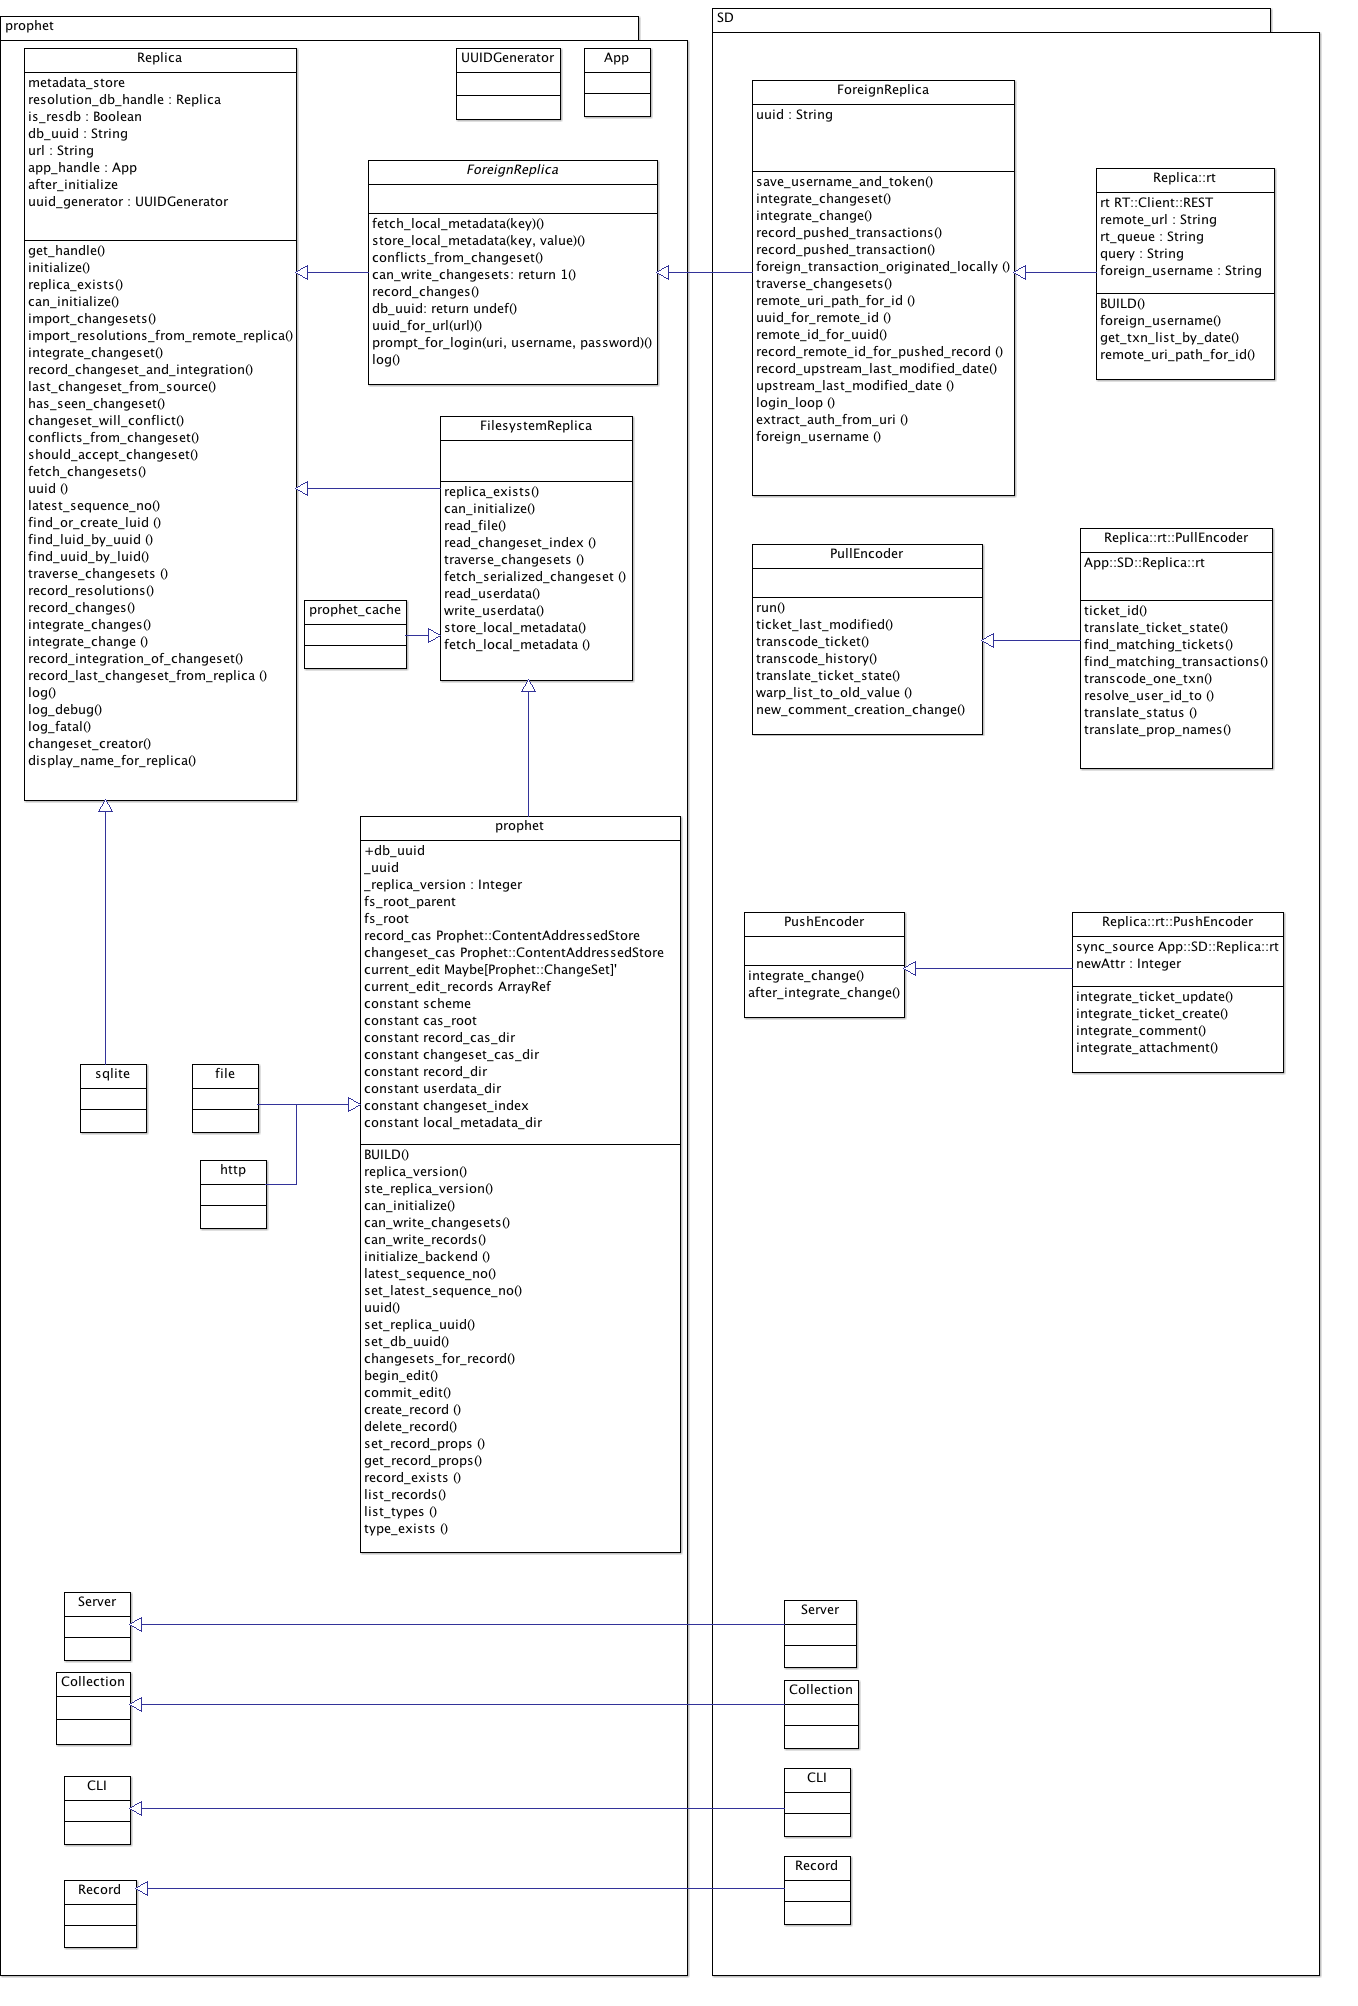 prophet
Replica
metadata_store
resolution_db_handle : Replica
is_resdb : Boolean
db_uuid : String
url : String
app_handle : App
after_initialize
uuid_generator : UUIDGenerator
get_handle()
initialize()
replica_exists()
can_initialize()
import_changesets()
import_resolutions_from_remote_replica()
integrate_changeset()
record_changeset_and_integration()
last_changeset_from_source()
has_seen_changeset()
changeset_will_conflict()
conflicts_from_changeset()
should_accept_changeset()
fetch_changesets()
uuid ()
latest_sequence_no()
find_or_create_luid ()
find_luid_by_uuid ()
find_uuid_by_luid()
traverse_changesets ()
record_resolutions()
record_changes()
integrate_changes()
integrate_change ()
record_integration_of_changeset()
record_last_changeset_from_replica ()
log()
log_debug()
log_fatal()
changeset_creator()
display_name_for_replica()
UUIDGenerator
App
ForeignReplica
fetch_local_metadata(key)()
store_local_metadata(key, value)()
conflicts_from_changeset()
can_write_changesets: return 1()
record_changes()
db_uuid: return undef()
uuid_for_url(url)()
prompt_for_login(uri, username, password)()
log()
FilesystemReplica
replica_exists()
can_initialize()
read_file()
read_changeset_index ()
traverse_changesets ()
fetch_serialized_changeset ()
read_userdata()
write_userdata()
store_local_metadata()
fetch_local_metadata ()
prophet_cache
prophet
+db_uuid
_uuid
_replica_version : Integer
fs_root_parent
fs_root
record_cas Prophet::ContentAddressedStore
changeset_cas Prophet::ContentAddressedStore
current_edit Maybe[Prophet::ChangeSet]'
current_edit_records ArrayRef
constant scheme
constant cas_root
constant record_cas_dir
constant changeset_cas_dir
constant record_dir
constant userdata_dir
constant changeset_index
constant local_metadata_dir
BUILD()
replica_version()
ste_replica_version()
can_initialize()
can_write_changesets()
can_write_records()
initialize_backend ()
latest_sequence_no()
set_latest_sequence_no()
uuid()
set_replica_uuid()
set_db_uuid()
changesets_for_record()
begin_edit()
commit_edit()
create_record ()
delete_record()
set_record_props ()
get_record_props()
record_exists ()
list_records()
list_types ()
type_exists ()
sqlite
file
http
Server
Collection
CLI
Record
SD
ForeignReplica
uuid : String
save_username_and_token()
integrate_changeset()
integrate_change()
record_pushed_transactions()
record_pushed_transaction()
foreign_transaction_originated_locally ()
traverse_changesets()
remote_uri_path_for_id ()
uuid_for_remote_id ()
remote_id_for_uuid()
record_remote_id_for_pushed_record ()
record_upstream_last_modified_date()
upstream_last_modified_date ()
login_loop ()
extract_auth_from_uri ()
foreign_username ()
Replica::rt
rt RT::Client::REST
remote_url : String
rt_queue : String
query : String
foreign_username : String
BUILD()
foreign_username()
get_txn_list_by_date()
remote_uri_path_for_id()
PullEncoder
run()
ticket_last_modified()
transcode_ticket()
transcode_history()
translate_ticket_state()
warp_list_to_old_value ()
new_comment_creation_change()
Replica::rt::PullEncoder
App::SD::Replica::rt
ticket_id()
translate_ticket_state()
find_matching_tickets()
find_matching_transactions()
transcode_one_txn()
resolve_user_id_to ()
translate_status ()
translate_prop_names()
PushEncoder
integrate_change()
after_integrate_change()
Replica::rt::PushEncoder
sync_source App::SD::Replica::rt
newAttr : Integer
integrate_ticket_update()
integrate_ticket_create()
integrate_comment()
integrate_attachment()
Server
Collection
CLI
Record